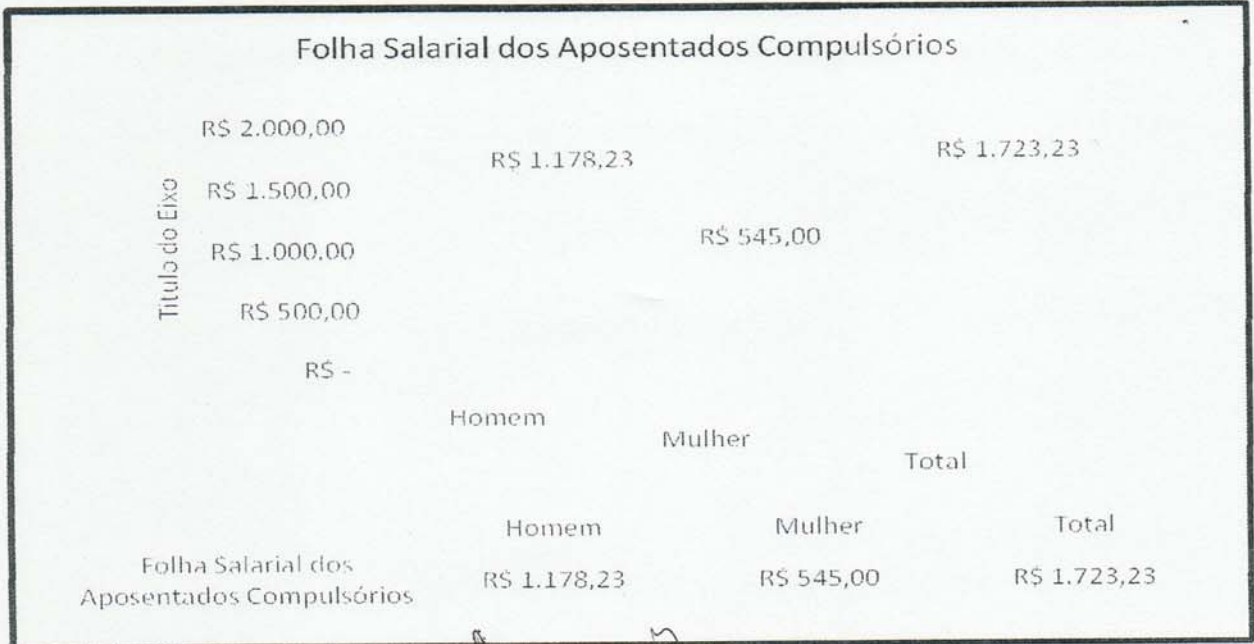 Folha Salarial dos Aposentados Compulsórios
R$ 2.000,00
R$ 1.500,00
R$ 1.000,00
R$ 500,00
R$ -
Titulo do Eixo
R$ 1.178,23
R$ 545,00
R$ 1.723,23
Homem
Mulher
Total
Homem Mulher Total
Folha Salarial dos
Aposentados Compulsórios R$ 1.178,23 R$ 545,00 R$ 1.723,23